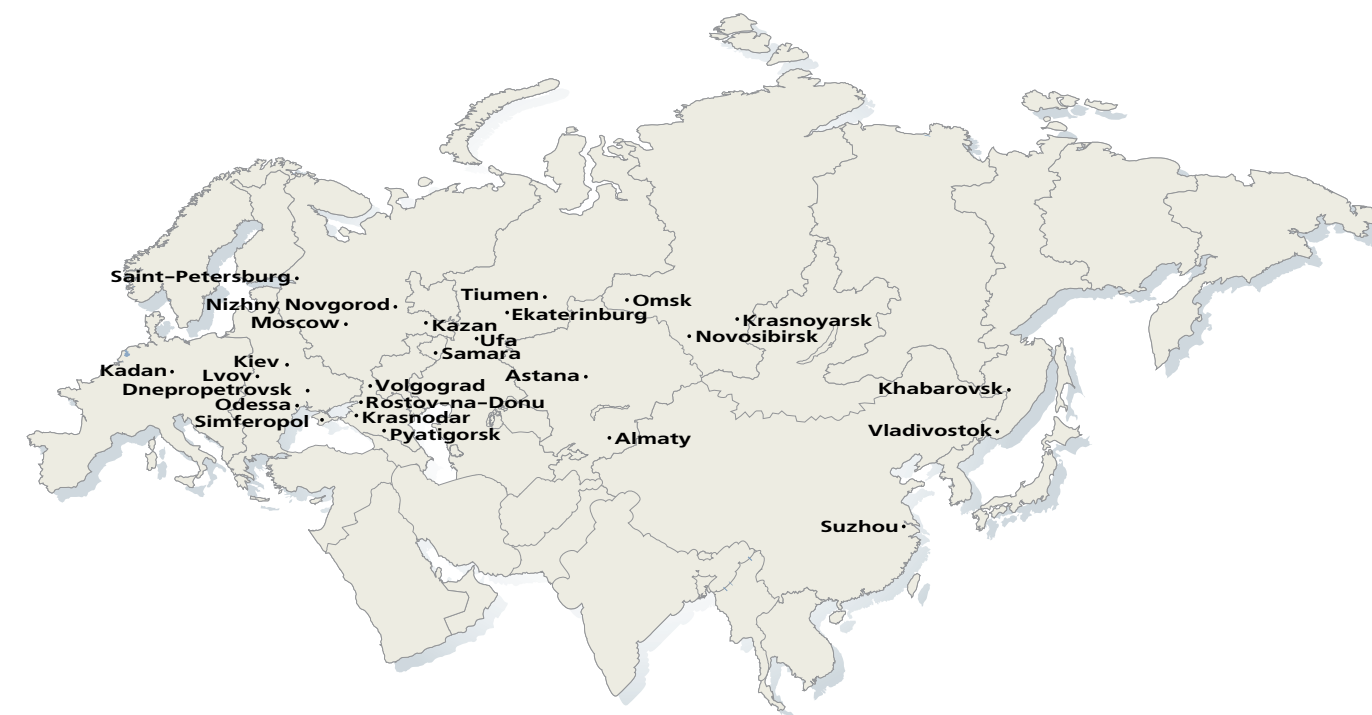 Saint-Petersburg
Tiumen
Omsk
Nizhny Novgorod
Ekaterinburg
Moscow
Kazan
Krasnoyarsk
Ufa
Novosibirsk
Samara
Kiev
Kadan
Lvov
Astana
Dnepropetrovsk
Volgograd
Khabarovsk
Odessa
Rostov-na-Donu
Simferopol
Krasnodar
Pyatigorsk
Almaty
Vladivostok
Suzhou